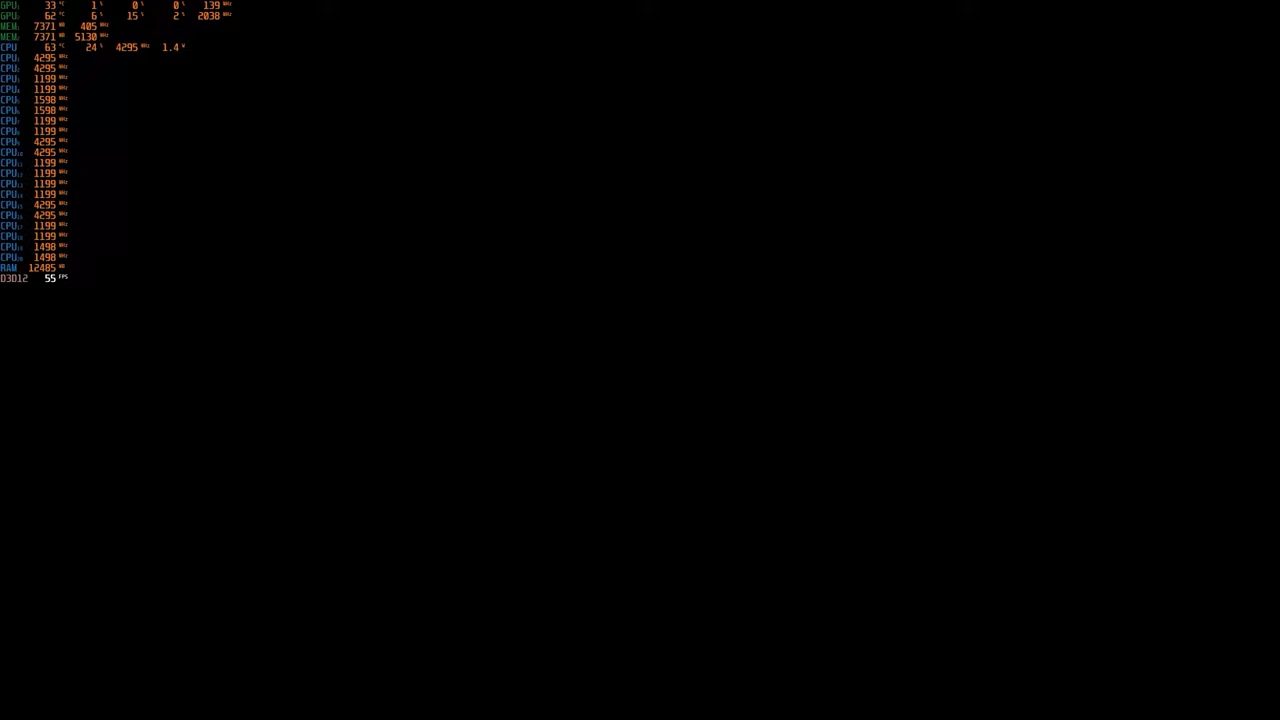 GPU1 33 °C 1 % 0 % 0 % 139 MHz
GPU2 62 °C 6 % 15 % 2 % 2038 MHz
MEM1 7371 MB 405 MHz
MEM2 7371 MB 5130 MHz
CPU 63 °C 24 % 4295 MHz 1.4 W
CPU1 4295 MHz
CPU2 4295 MHz
CPU3 1199 MHz
CPU4 1199 MHz
CPU5 1598 MHz
CPU6 1598 MHz
CPU7 1199 MHz
CPU8 1199 MHz
CPU9 4295 MHz
CPU10 4295 MHz
CPU11 1199 MHz
CPU12 1199 MHz
CPU13 1199 MHz
CPU14 1199 MHz
CPU15 4295 MHz
CPU16 4295 MHz
CPU17 1199 MHz
CPU18 1199 MHz
CPU19 1498 MHz
CPU20 1498 MHz
RAM 12485 MB
D3D12 55 FPS